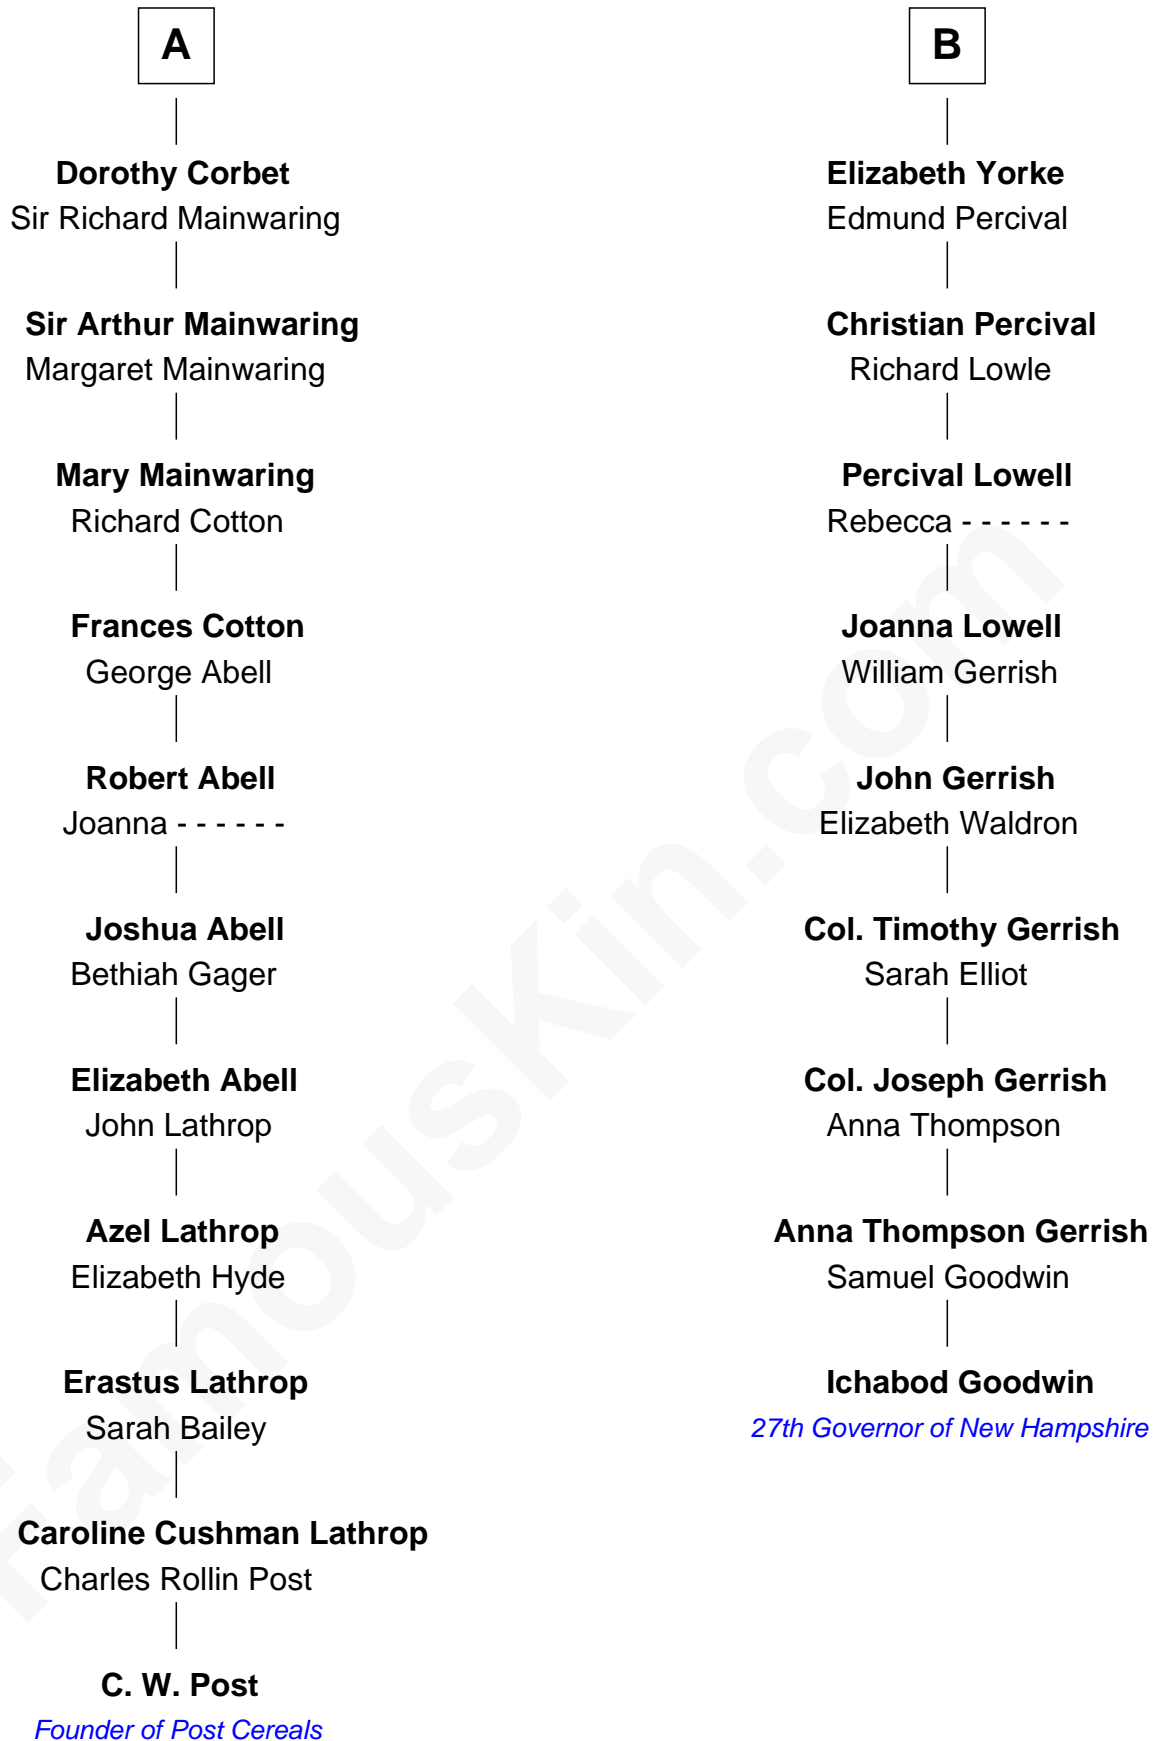 A
Dorothy Corbet
Sir Richard Mainwaring
Sir Arthur Mainwaring
Margaret Mainwaring
Mary Mainwaring
Richard Cotton
Frances Cotton
George Abell
Robert Abell
Joanna - - - - - -
Joshua Abell
Bethiah Gager
Elizabeth Abell
John Lathrop
Azel Lathrop
Elizabeth Hyde
Erastus Lathrop
Sarah Bailey
Caroline Cushman Lathrop
Charles Rollin Post
C. W. Post
Founder of Post Cereals
B
Elizabeth Yorke
Edmund Percival
Christian Percival
Richard Lowle
Percival Lowell
Rebecca - - - - - -
Joanna Lowell
William Gerrish
John Gerrish
Elizabeth Waldron
Col. Timothy Gerrish
Sarah Elliot
Col. Joseph Gerrish
Anna Thompson
Anna Thompson Gerrish
Samuel Goodwin
Ichabod Goodwin
27th Governor of New Hampshire
FamousKin.com